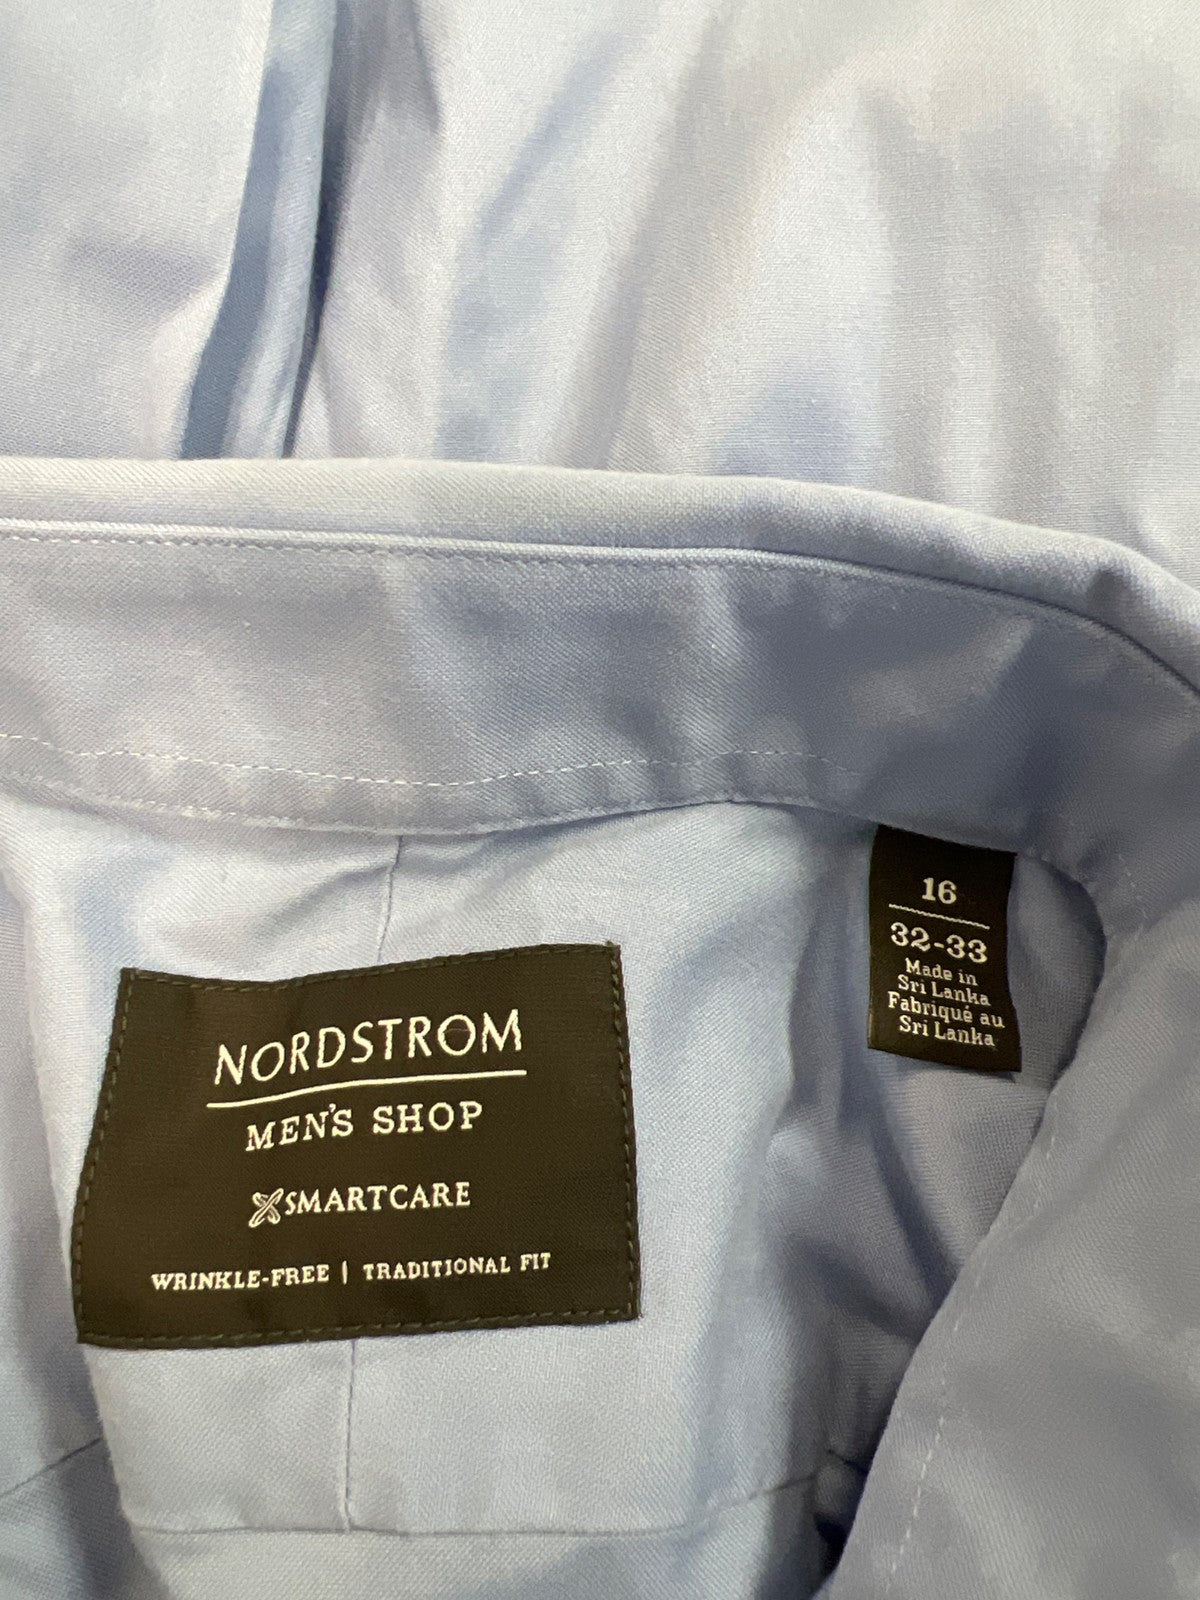 16
32-33
Made in
Sri Lanka
Fabriqué au
Sri Lanka
NORDSTROM
MEN'S SHOP
SMARTCARE
WRINKLE-FREE | TRADITIONAL FIT